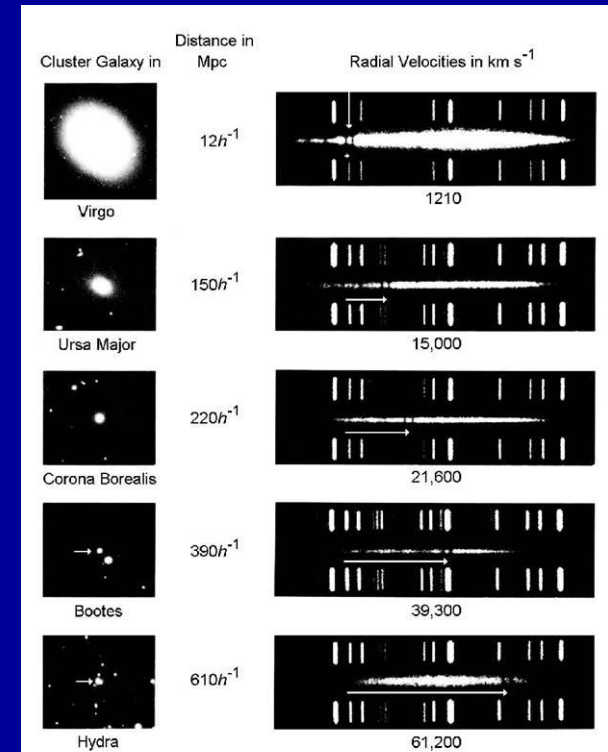 Distance in
Cluster Galaxy in Mpc Radial Velocities in km s⁻¹
12h⁻¹
Virgo 1210
150h⁻¹
Ursa Major 15,000
220h⁻¹
Corona Borealis 21,600
390h⁻¹
Bootes 39,300
610h⁻¹
Hydra 61,200